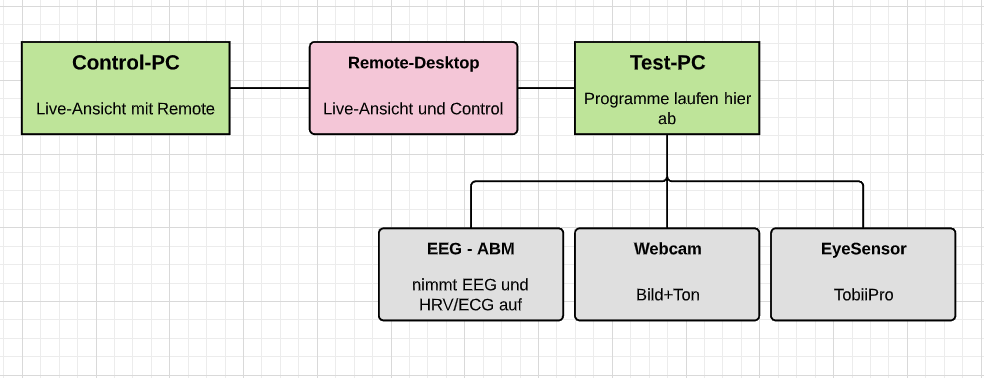 Control-PC
Live-Ansicht mit Remote
Remote-Desktop
Live-Ansicht und Control
Test-PC
Programme laufen hier
ab
EEG - ABM
nimmt EEG und
HRV/ECG auf
Webcam
Bild+Ton
EyeSensor
TobiiPro